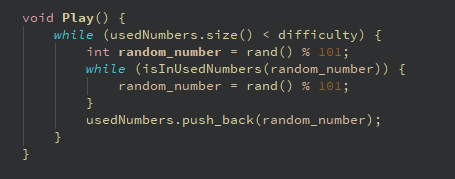 void Play() {
    while (usedNumbers.size() < difficulty) {
        int random_number = rand() % 101;
        while (isInUsedNumbers(random_number)) {
            random_number = rand() % 101;
        }
        usedNumbers.push_back(random_number);
    }
}